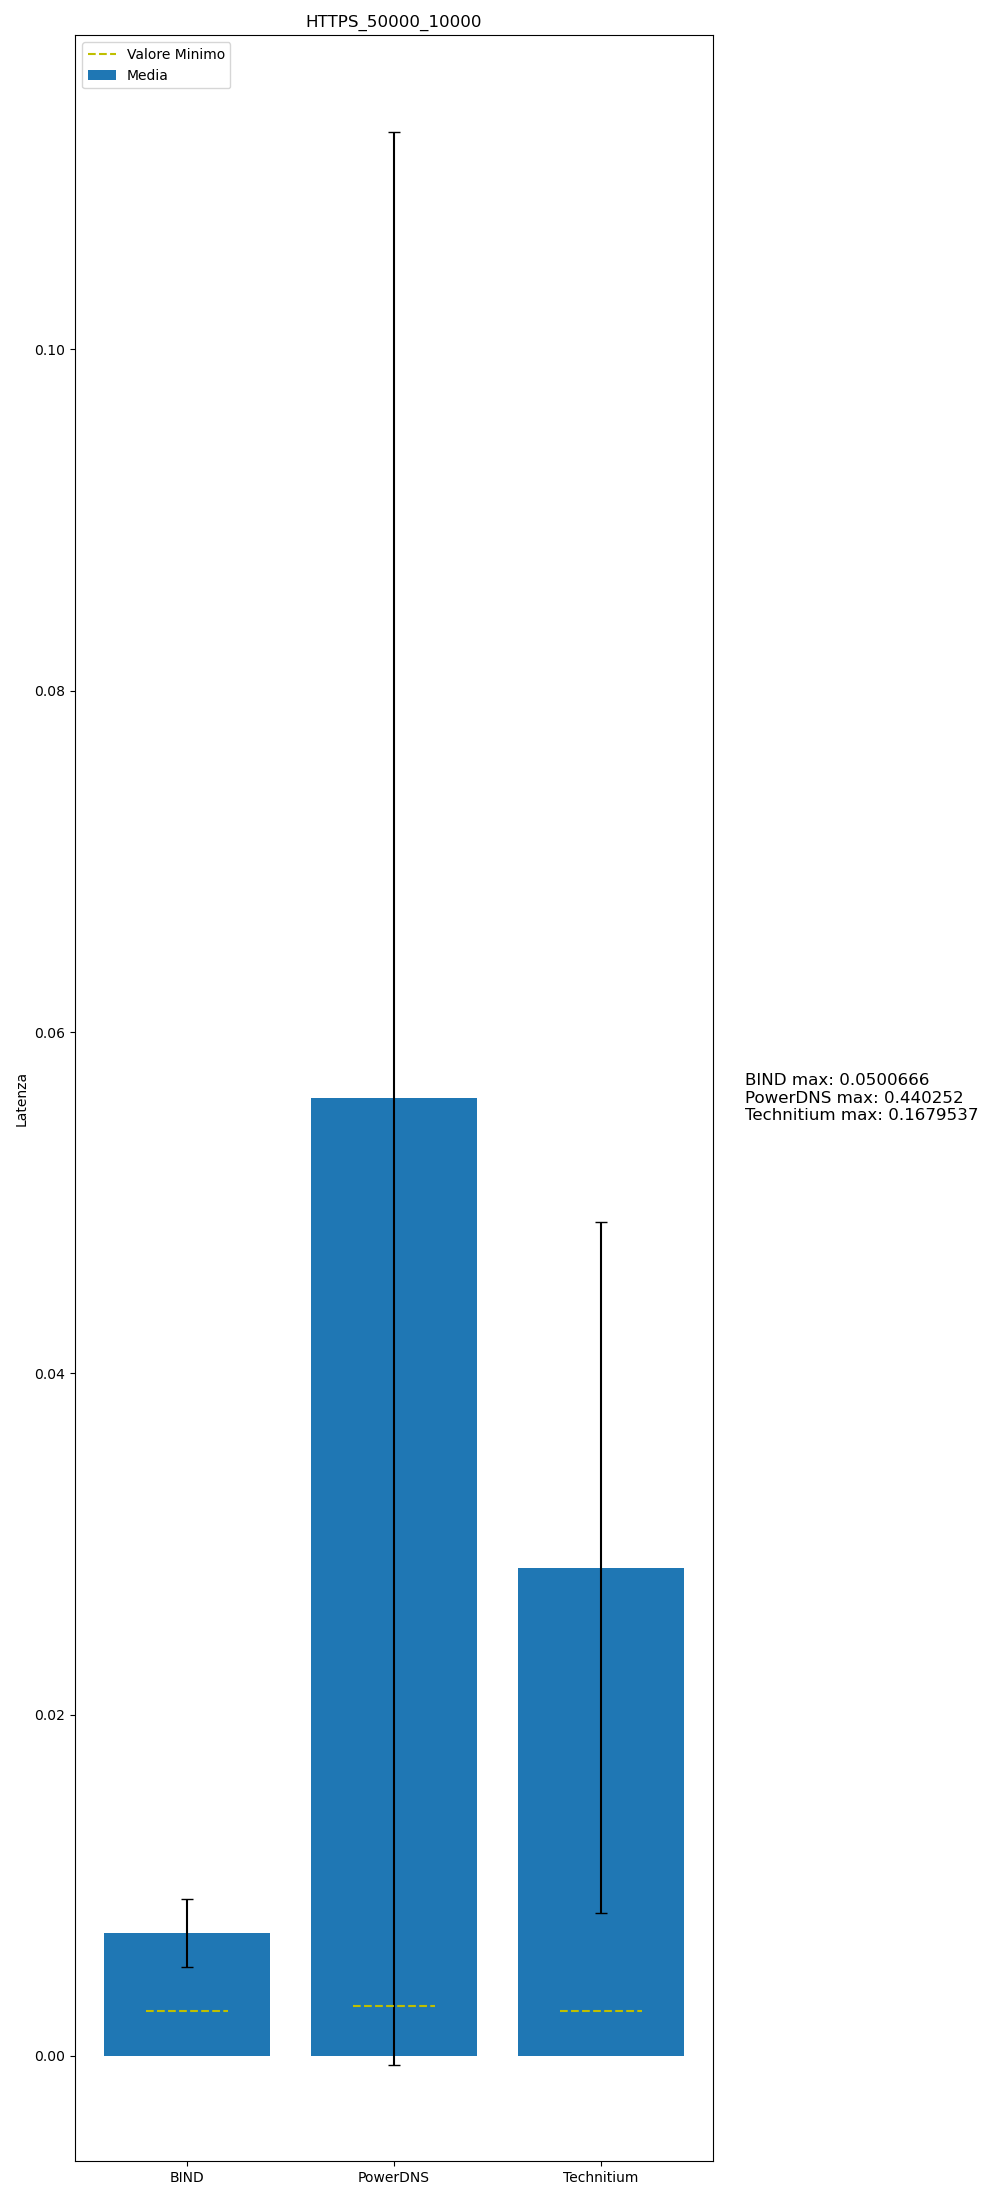 HTTPS_50000_10000
Valore Minimo
Media
0.10
0.08
0.06
0.04
0.02
0.00
Latenza
BIND max: 0.0500666
PowerDNS max: 0.440252
Technitium max: 0.1679537
BIND
PowerDNS
Technitium